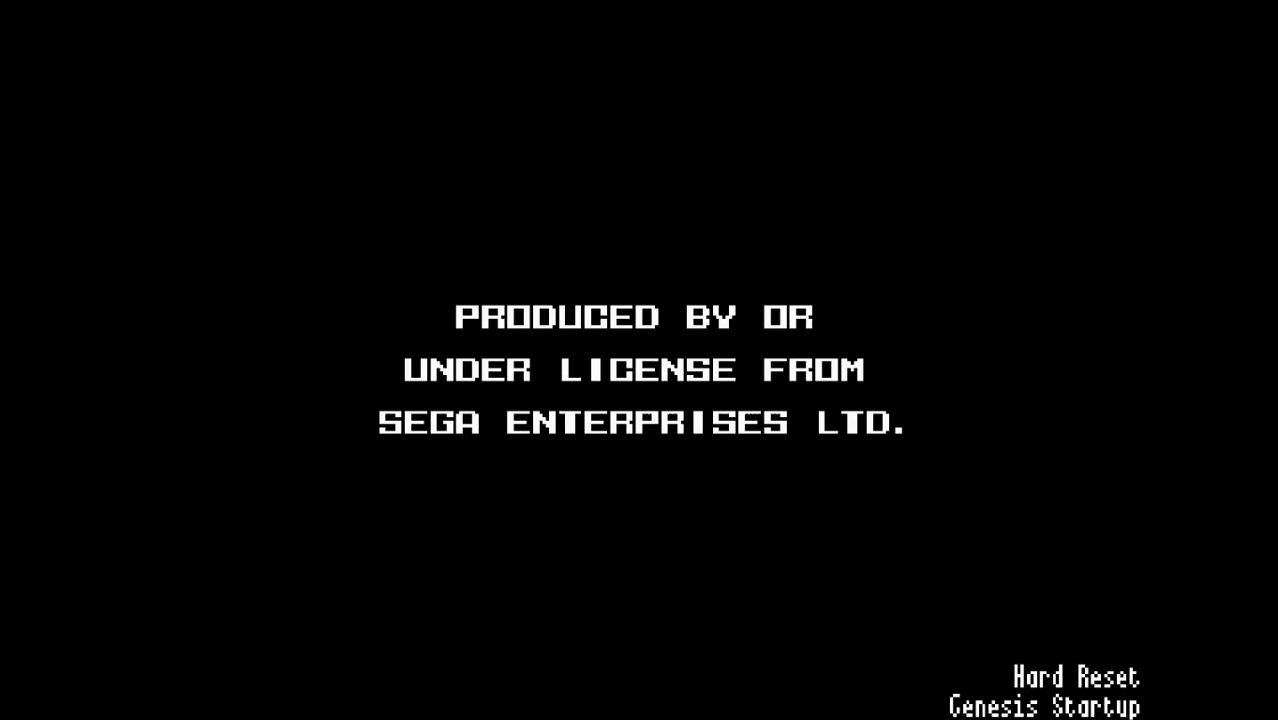 PRODUCED BY OR
UNDER LICENSE FROM
SEGA ENTERPRISES LTD.
Hard Reset
Genesis Startup